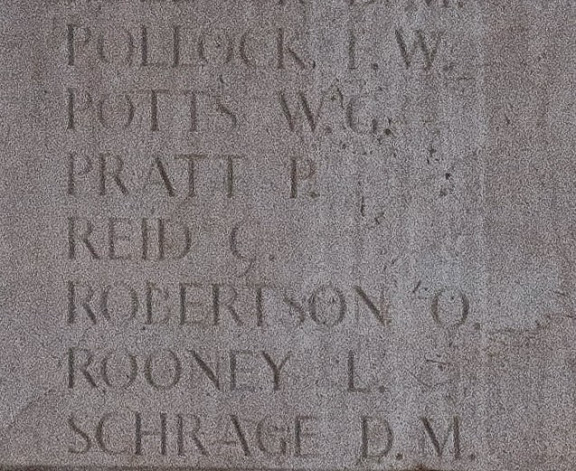 POLLOCK I. W.
POTTS W. G.
PRATT P.
REID G.
ROBERTSON O.
ROONEY L.
SCHRAGE D. M.